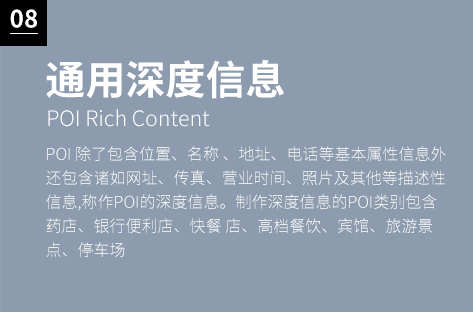 08
通用深度信息
POI Rich Content
POI 除了包含位置、名称 、地址、电话等基本属性信息外
还包含诸如网址、传真、营业时间、照片及其他等描述性
信息,称作POI的深度信息。制作深度信息的POI类别包含
药店、银行便利店、快餐 店、高档餐饮、宾馆、旅游景
点、停车场